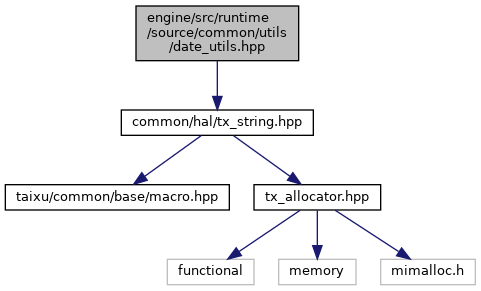 engine/src/runtime
/source/common/utils
/date_utils.hpp
common/hal/tx_string.hpp
taixu/common/base/macro.hpp
tx_allocator.hpp
functional
memory
mimalloc.h